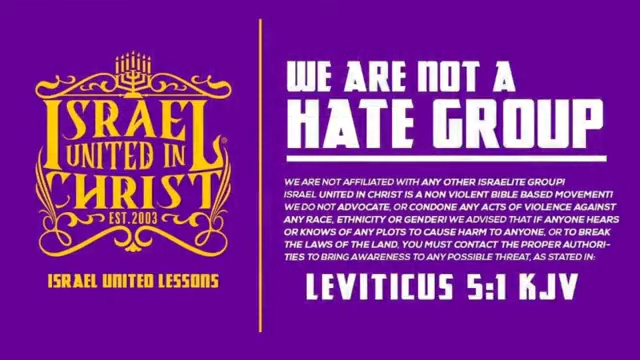 ISRAEL
UNITED IN
CHRIST
®
EST. 2003
ISRAEL UNITED LESSONS
WE ARE NOT A
HATE GROUP
WE ARE NOT AFFILIATED WITH ANY OTHER ISRAELITE GROUP!
ISRAEL UNITED IN CHRIST IS A NON VIOLENT BIBLE BASED MOVEMENT!
WE DO NOT ADVOCATE, OR CONDONE ANY ACTS OF VIOLENCE AGAINST
ANY RACE, ETHNICITY OR GENDER! WE ADVISED THAT IF ANYONE HEARS
OR KNOWS OF ANY PLOTS TO CAUSE HARM TO ANYONE, OR TO BREAK
THE LAWS OF THE LAND, YOU MUST CONTACT THE PROPER AUTHORI-
TIES TO BRING AWARENESS TO ANY POSSIBLE THREAT, AS STATED IN:
LEVITICUS 5:1 KJV